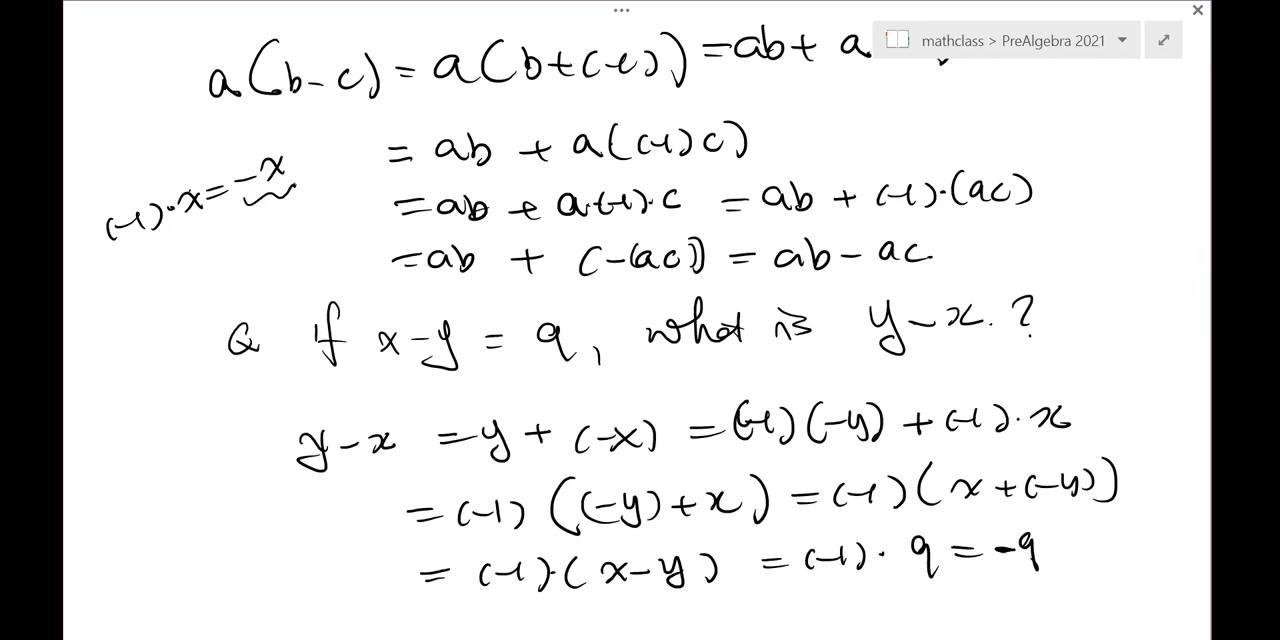 mathclass > PreAlgebra 2021
a(b-c) = a(b+(-c)) = ab + a
= ab + a((-1)c)
(-1)·x = -x
= ab + a(-1)·c = ab + (-1)·(ac)
= ab + (-(ac)) = ab - ac
Q If x-y = 9, what is y-x.?
y-x = y + (-x) = (-1)(-y) + (-1)·x
= (-1)((-y)+x) = (-1)(x+(-y))
= (-1)·(x-y) = (-1)·9 = -9